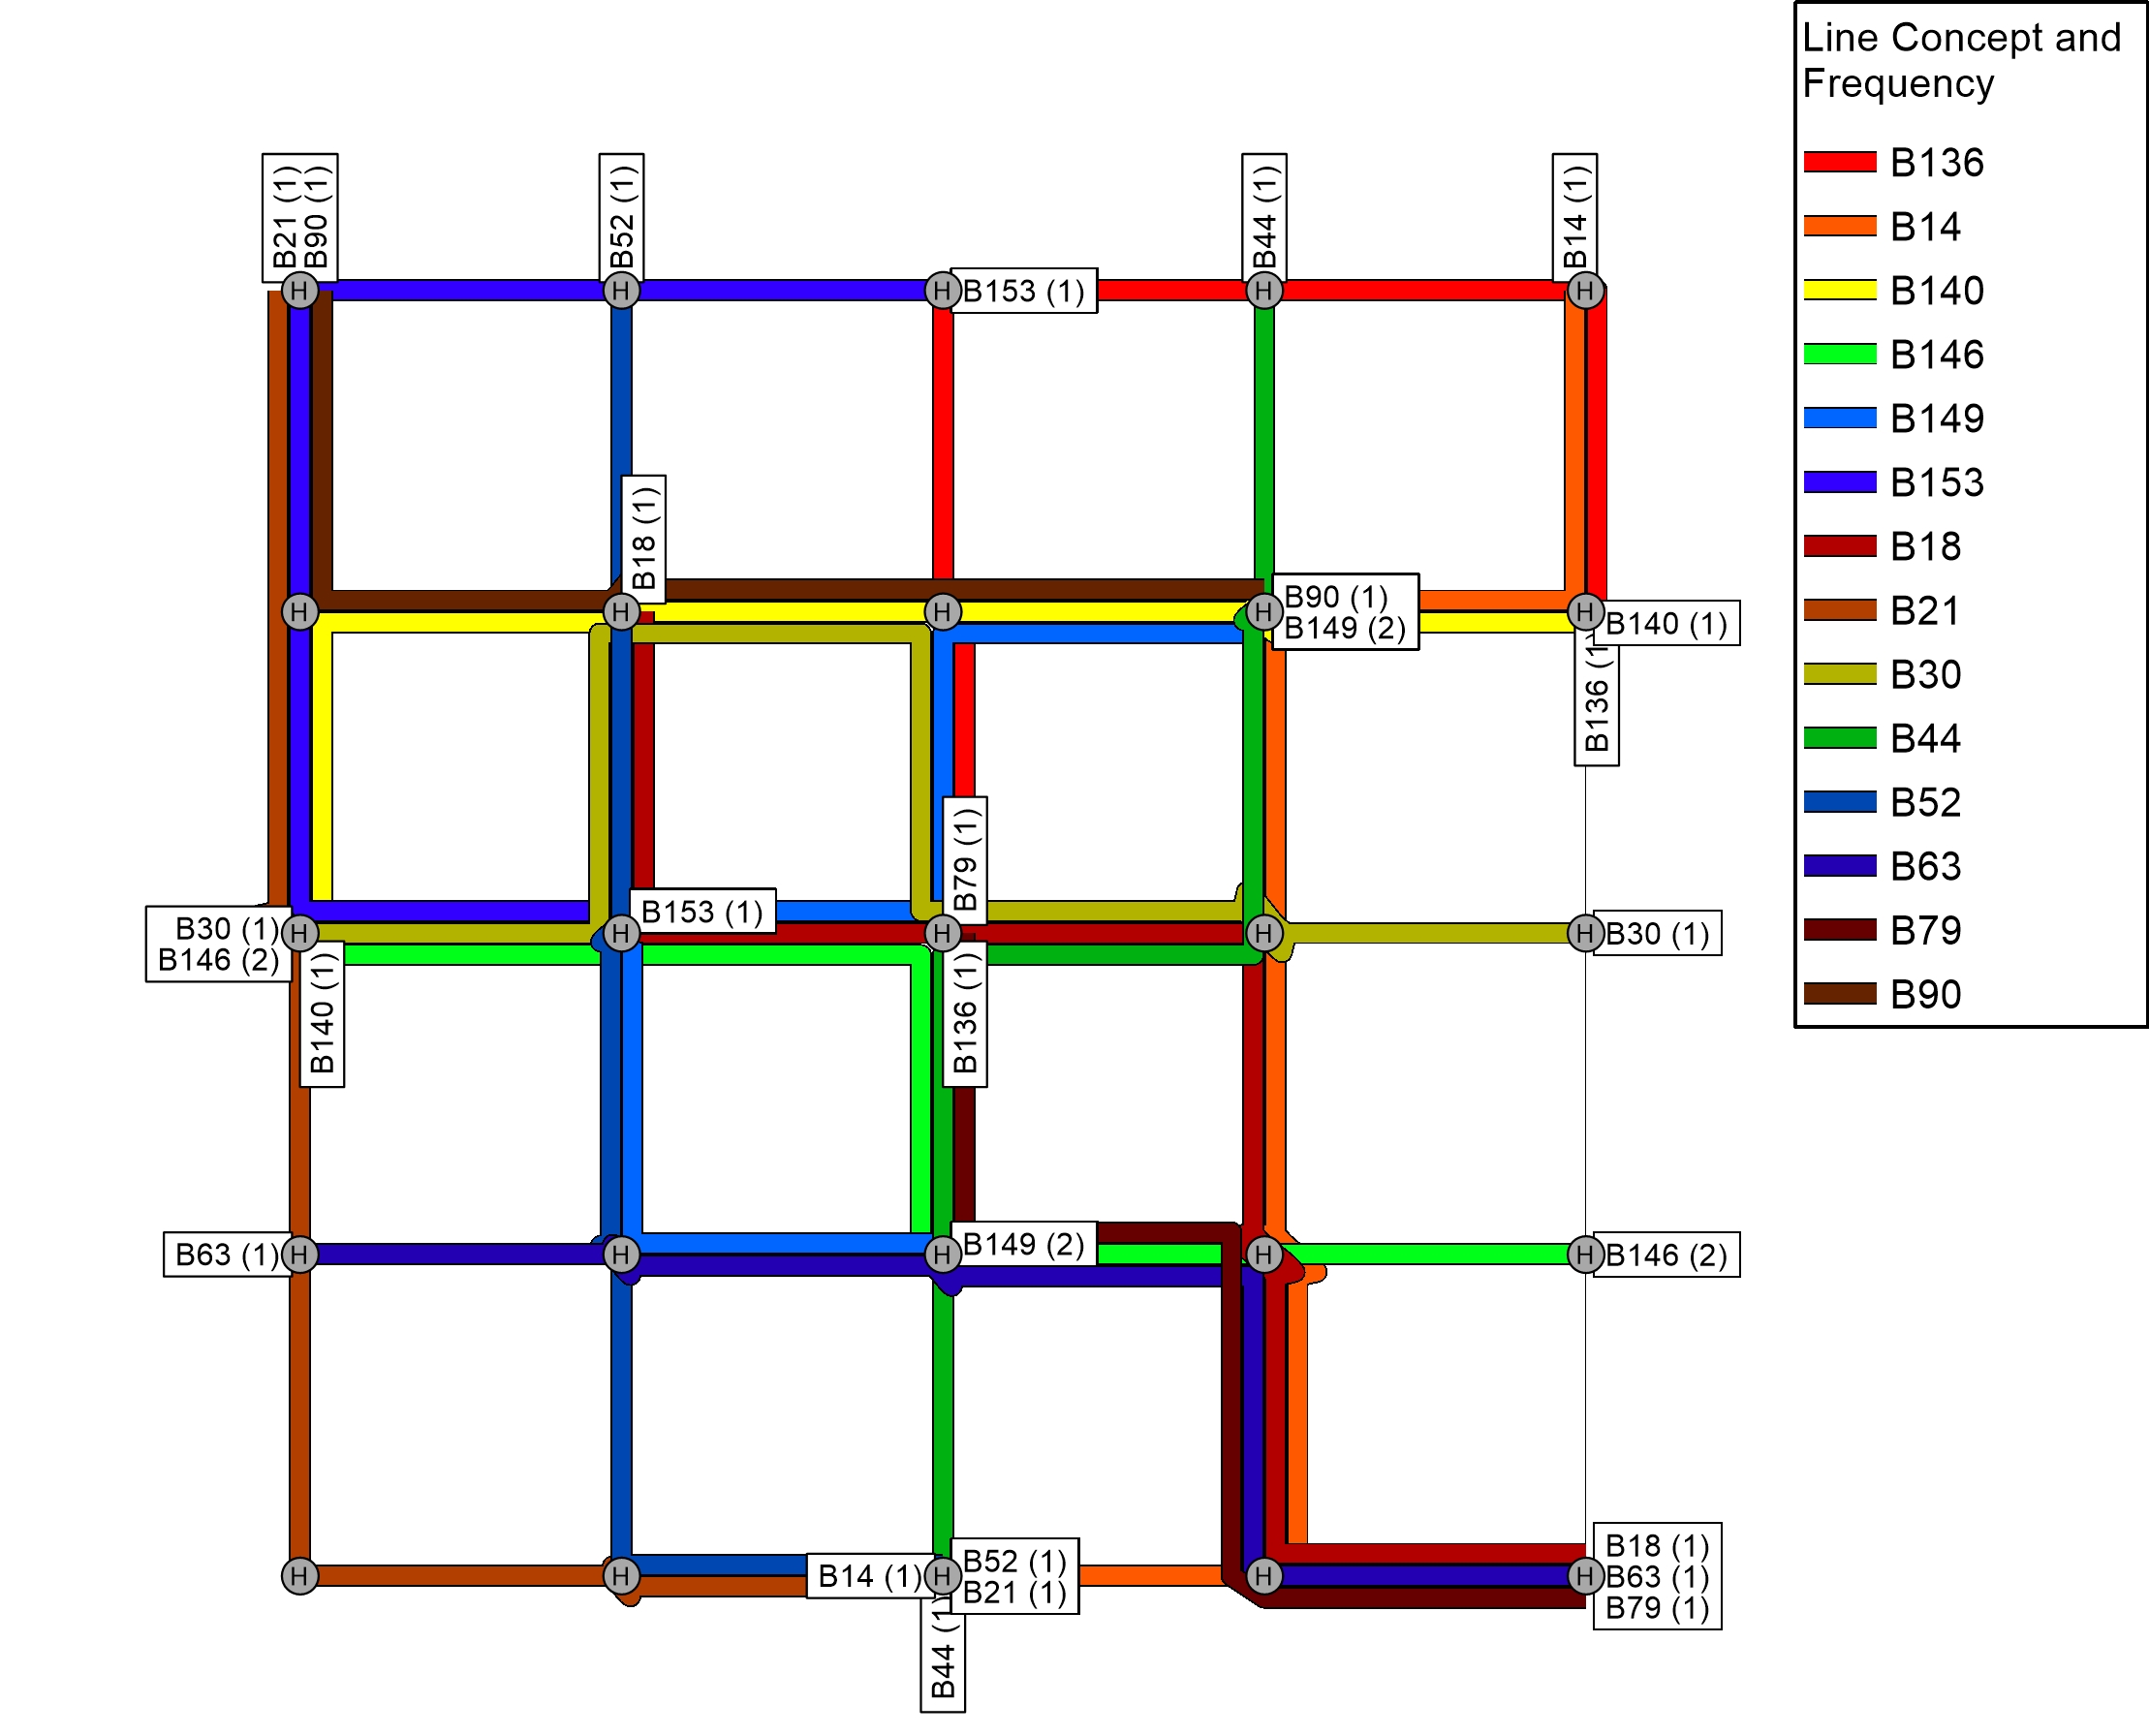 Line Concept and
Frequency
B136
B14
B140
B146
B149
B153
B18
B21
B30
B44
B52
B63
B79
B90
B21 (1)
B90 (1)
B52 (1)
B44 (1)
B14 (1)
H
H
H
B153 (1)
H
H
B18 (1)
H
H
H
H
B90 (1)
B149 (2)
H
B140 (1)
B136 (1)
B79 (1)
B30 (1)
B146 (2)
H
H
B153 (1)
H
H
H
B30 (1)
B140 (1)
B136 (1)
B63 (1)
H
H
H
B149 (2)
H
H
B146 (2)
H
H
B14 (1)
H
B52 (1)
B21 (1)
H
H
B18 (1)
B63 (1)
B79 (1)
B44 (1)